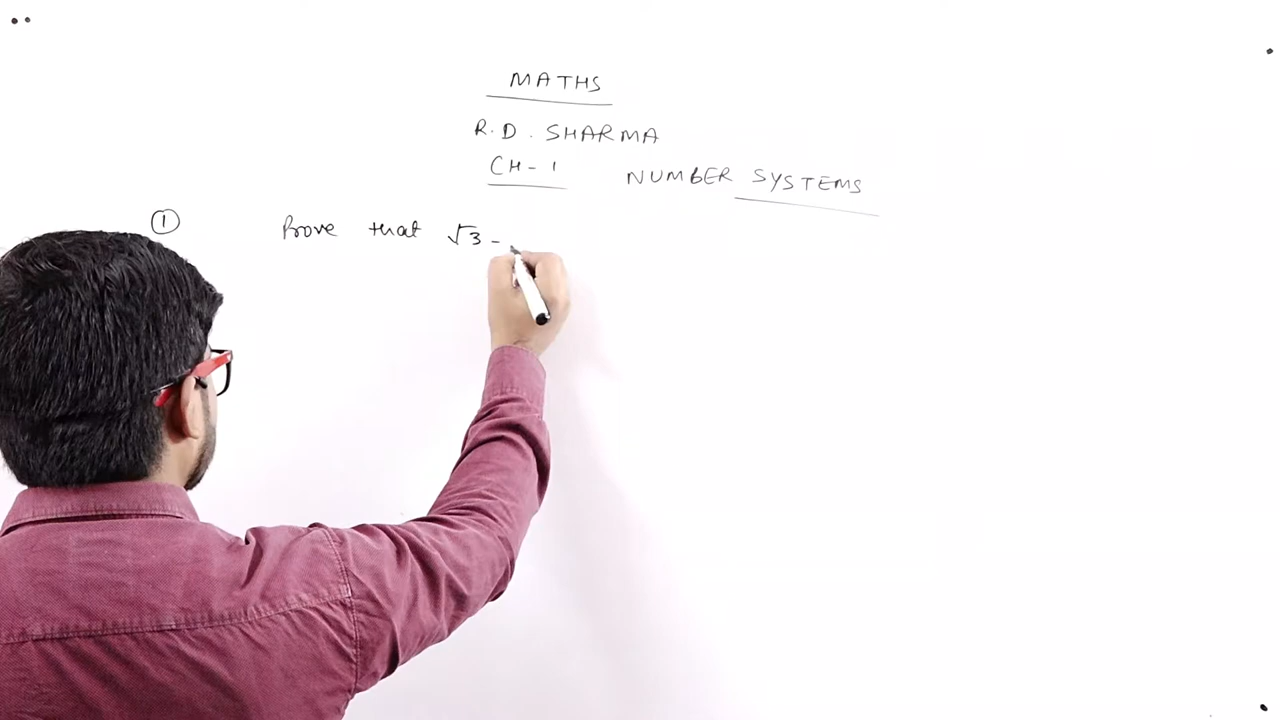 MATHS
R.D. SHARMA
CH-1 NUMBER SYSTEMS
① Prove that √3 -